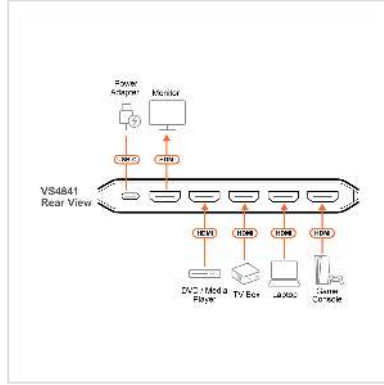 Power
Adapter
Monitor
USB-C
HDMI
VS4841
Rear View
HDMI
HDMI
HDMI
HDMI
DVD / Media
Player
TV Box
Laptop
Game
Console